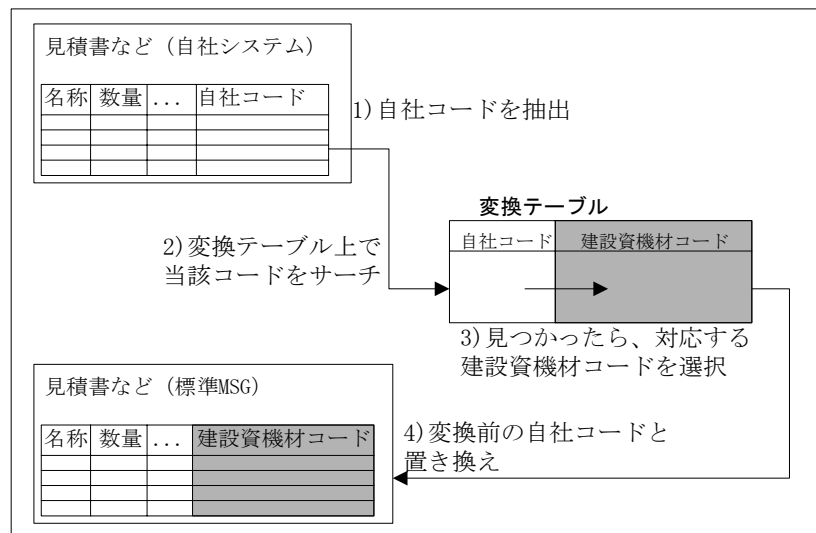 見積書など（自社システム）
名称 数量 ... 自社コード
1)自社コードを抽出
2)変換テーブル上で
当該コードをサーチ
変換テーブル
自社コード 建設資機材コード
3)見つかったら、対応する
建設資機材コードを選択
見積書など（標準MSG）
名称 数量 ... 建設資機材コード
4)変換前の自社コードと
置き換え